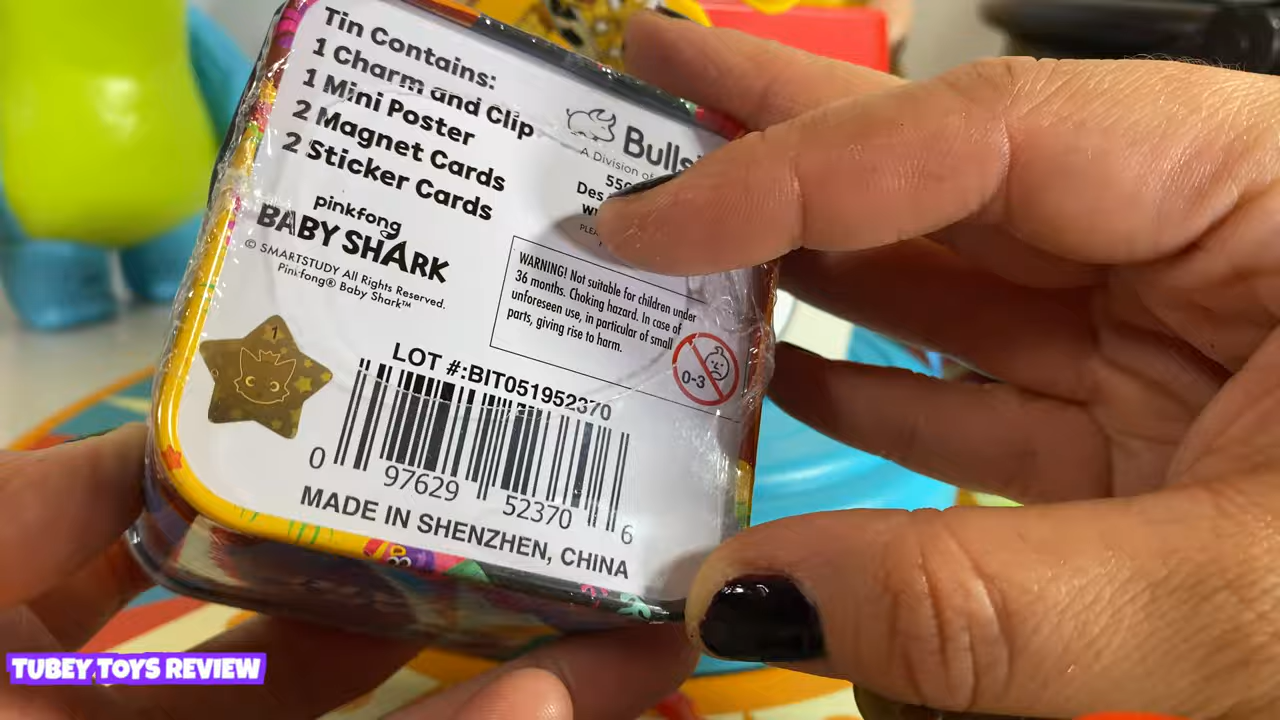 Tin Contains:
1 Charm and Clip
1 Mini Poster
2 Magnet Cards
2 Sticker Cards
pinkfong
BABY SHARK
© SMARTSTUDY All Rights Reserved.
Pinkfong® Baby Shark™
A Division of
Des
WARNING! Not suitable for children under
36 months. Choking hazard. In case of
unforeseen use, in particular of small
parts, giving rise to harm.
0-3
1
LOT #:BIT051952370
0 97629 52370 6
MADE IN SHENZHEN, CHINA
TUBEY TOYS REVIEW